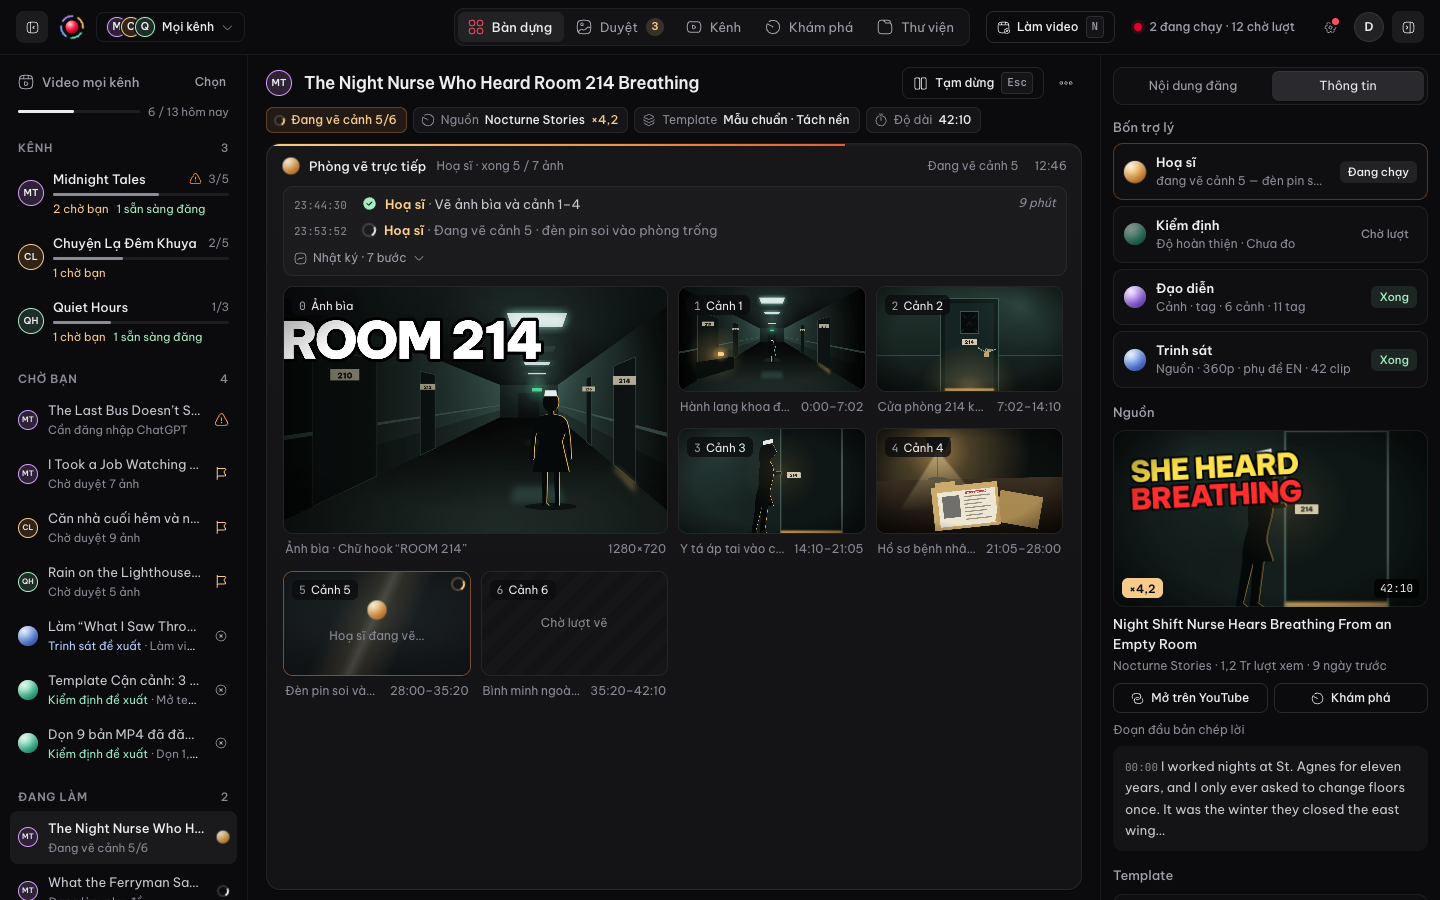 M C Q Mọi kênh
Bàn dựng
Duyệt 3
Kênh
Khám phá
Thư viện
Làm video N
2 đang chạy · 12 chờ lượt
D
Video mọi kênh Chọn
6 / 13 hôm nay
KÊNH 3
MT Midnight Tales 3/5
2 chờ bạn 1 sẵn sàng đăng
CL Chuyện Lạ Đêm Khuya 2/5
1 chờ bạn
QH Quiet Hours 1/3
1 chờ bạn 1 sẵn sàng đăng
CHỜ BẠN 4
MT The Last Bus Doesn't S...
Cần đăng nhập ChatGPT
MT I Took a Job Watching ...
Chờ duyệt 7 ảnh
CL Căn nhà cuối hẻm và n...
Chờ duyệt 9 ảnh
QH Rain on the Lighthouse...
Chờ duyệt 5 ảnh
Làm “What I Saw Thro...
Trinh sát đề xuất · Làm vi...
Template Cận cảnh: 3 ...
Kiểm định đề xuất · Mở te...
Dọn 9 bản MP4 đã đă...
Kiểm định đề xuất · Dọn 1,...
ĐANG LÀM 2
MT The Night Nurse Who H...
Đang vẽ cảnh 5/6
MT What the Ferryman Sa...
MT The Night Nurse Who Heard Room 214 Breathing
Tạm dừng Esc
Đang vẽ cảnh 5/6
Nguồn Nocturne Stories ×4,2
Template Mẫu chuẩn · Tách nền
Độ dài 42:10
Phòng vẽ trực tiếp Hoạ sĩ · xong 5 / 7 ảnh Đang vẽ cảnh 5 12:46
23:44:30 Hoạ sĩ · Vẽ ảnh bìa và cảnh 1–4 9 phút
23:53:52 Hoạ sĩ · Đang vẽ cảnh 5 · đèn pin soi vào phòng trống
Nhật ký · 7 bước
0 Ảnh bìa
ROOM 214
210
214
Ảnh bìa · Chữ hook “ROOM 214” 1280×720
1 Cảnh 1
Hành lang khoa đ... 0:00–7:02
2 Cảnh 2
214
Cửa phòng 214 k... 7:02–14:10
3 Cảnh 3
214
Y tá áp tai vào c... 14:10–21:05
4 Cảnh 4
Hồ sơ bệnh nhâ... 21:05–28:00
5 Cảnh 5
Hoạ sĩ đang vẽ...
Đèn pin soi và... 28:00–35:20
6 Cảnh 6
Chờ lượt vẽ
Bình minh ngoà... 35:20–42:10
Nội dung đăng
Thông tin
Bốn trợ lý
Hoạ sĩ
đang vẽ cảnh 5 — đèn pin s...
Đang chạy
Kiểm định
Độ hoàn thiện · Chưa đo
Chờ lượt
Đạo diễn
Cảnh · tag · 6 cảnh · 11 tag
Xong
Trinh sát
Nguồn · 360p · phụ đề EN · 42 clip
Xong
Nguồn
SHE HEARD
BREATHING
214
×4,2
42:10
Night Shift Nurse Hears Breathing From an
Empty Room
Nocturne Stories · 1,2 Tr lượt xem · 9 ngày trước
Mở trên YouTube
Khám phá
Đoạn đầu bản chép lời
00:00 I worked nights at St. Agnes for eleven
years, and I only ever asked to change floors
once. It was the winter they closed the east
wing…
Template